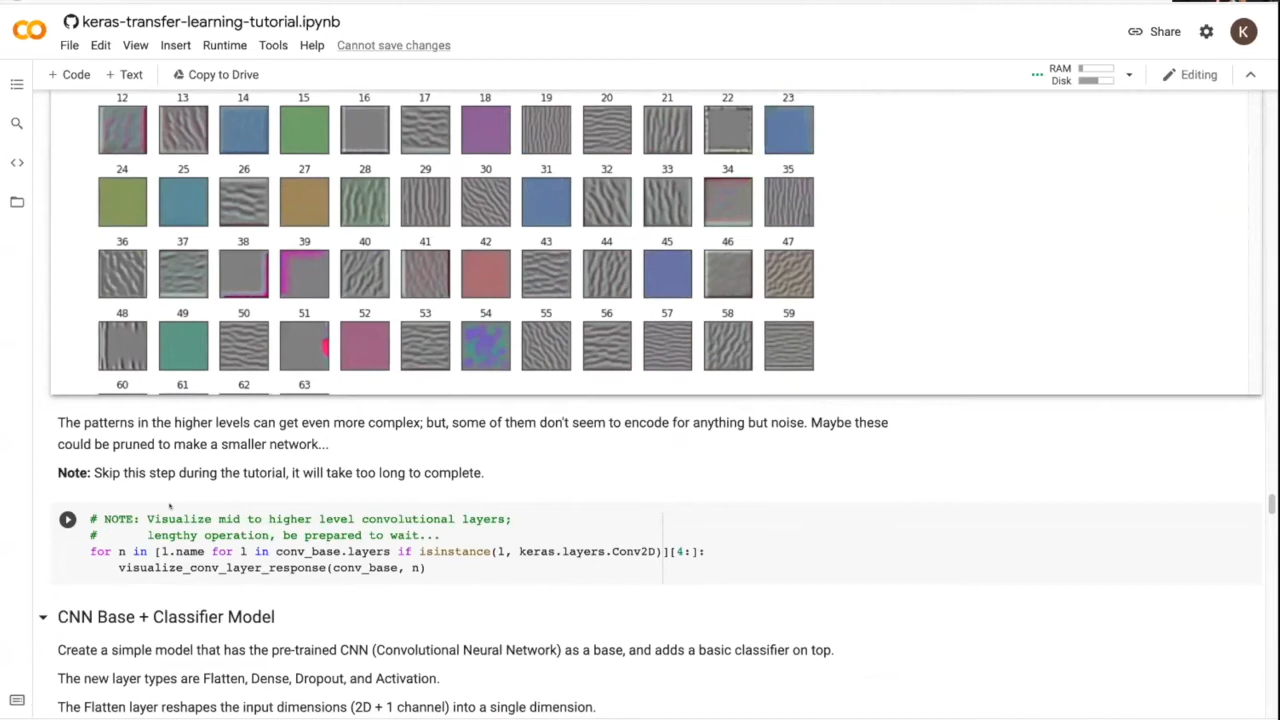 keras-transfer-learning-tutorial.ipynb
File Edit View Insert Runtime Tools Help Cannot save changes
Share
K
+ Code + Text Copy to Drive
RAM
Disk
Editing
12 13 14 15 16 17 18 19 20 21 22 23
24 25 26 27 28 29 30 31 32 33 34 35
36 37 38 39 40 41 42 43 44 45 46 47
48 49 50 51 52 53 54 55 56 57 58 59
60 61 62 63
The patterns in the higher levels can get even more complex; but, some of them don't seem to encode for anything but noise. Maybe these
could be pruned to make a smaller network...
Note: Skip this step during the tutorial, it will take too long to complete.
# NOTE: Visualize mid to higher level convolutional layers;
# lengthy operation, be prepared to wait...
for n in [l.name for l in conv_base.layers if isinstance(l, keras.layers.Conv2D)][4:]:
visualize_conv_layer_response(conv_base, n)
CNN Base + Classifier Model
Create a simple model that has the pre-trained CNN (Convolutional Neural Network) as a base, and adds a basic classifier on top.
The new layer types are Flatten, Dense, Dropout, and Activation.
The Flatten layer reshapes the input dimensions (2D + 1 channel) into a single dimension.